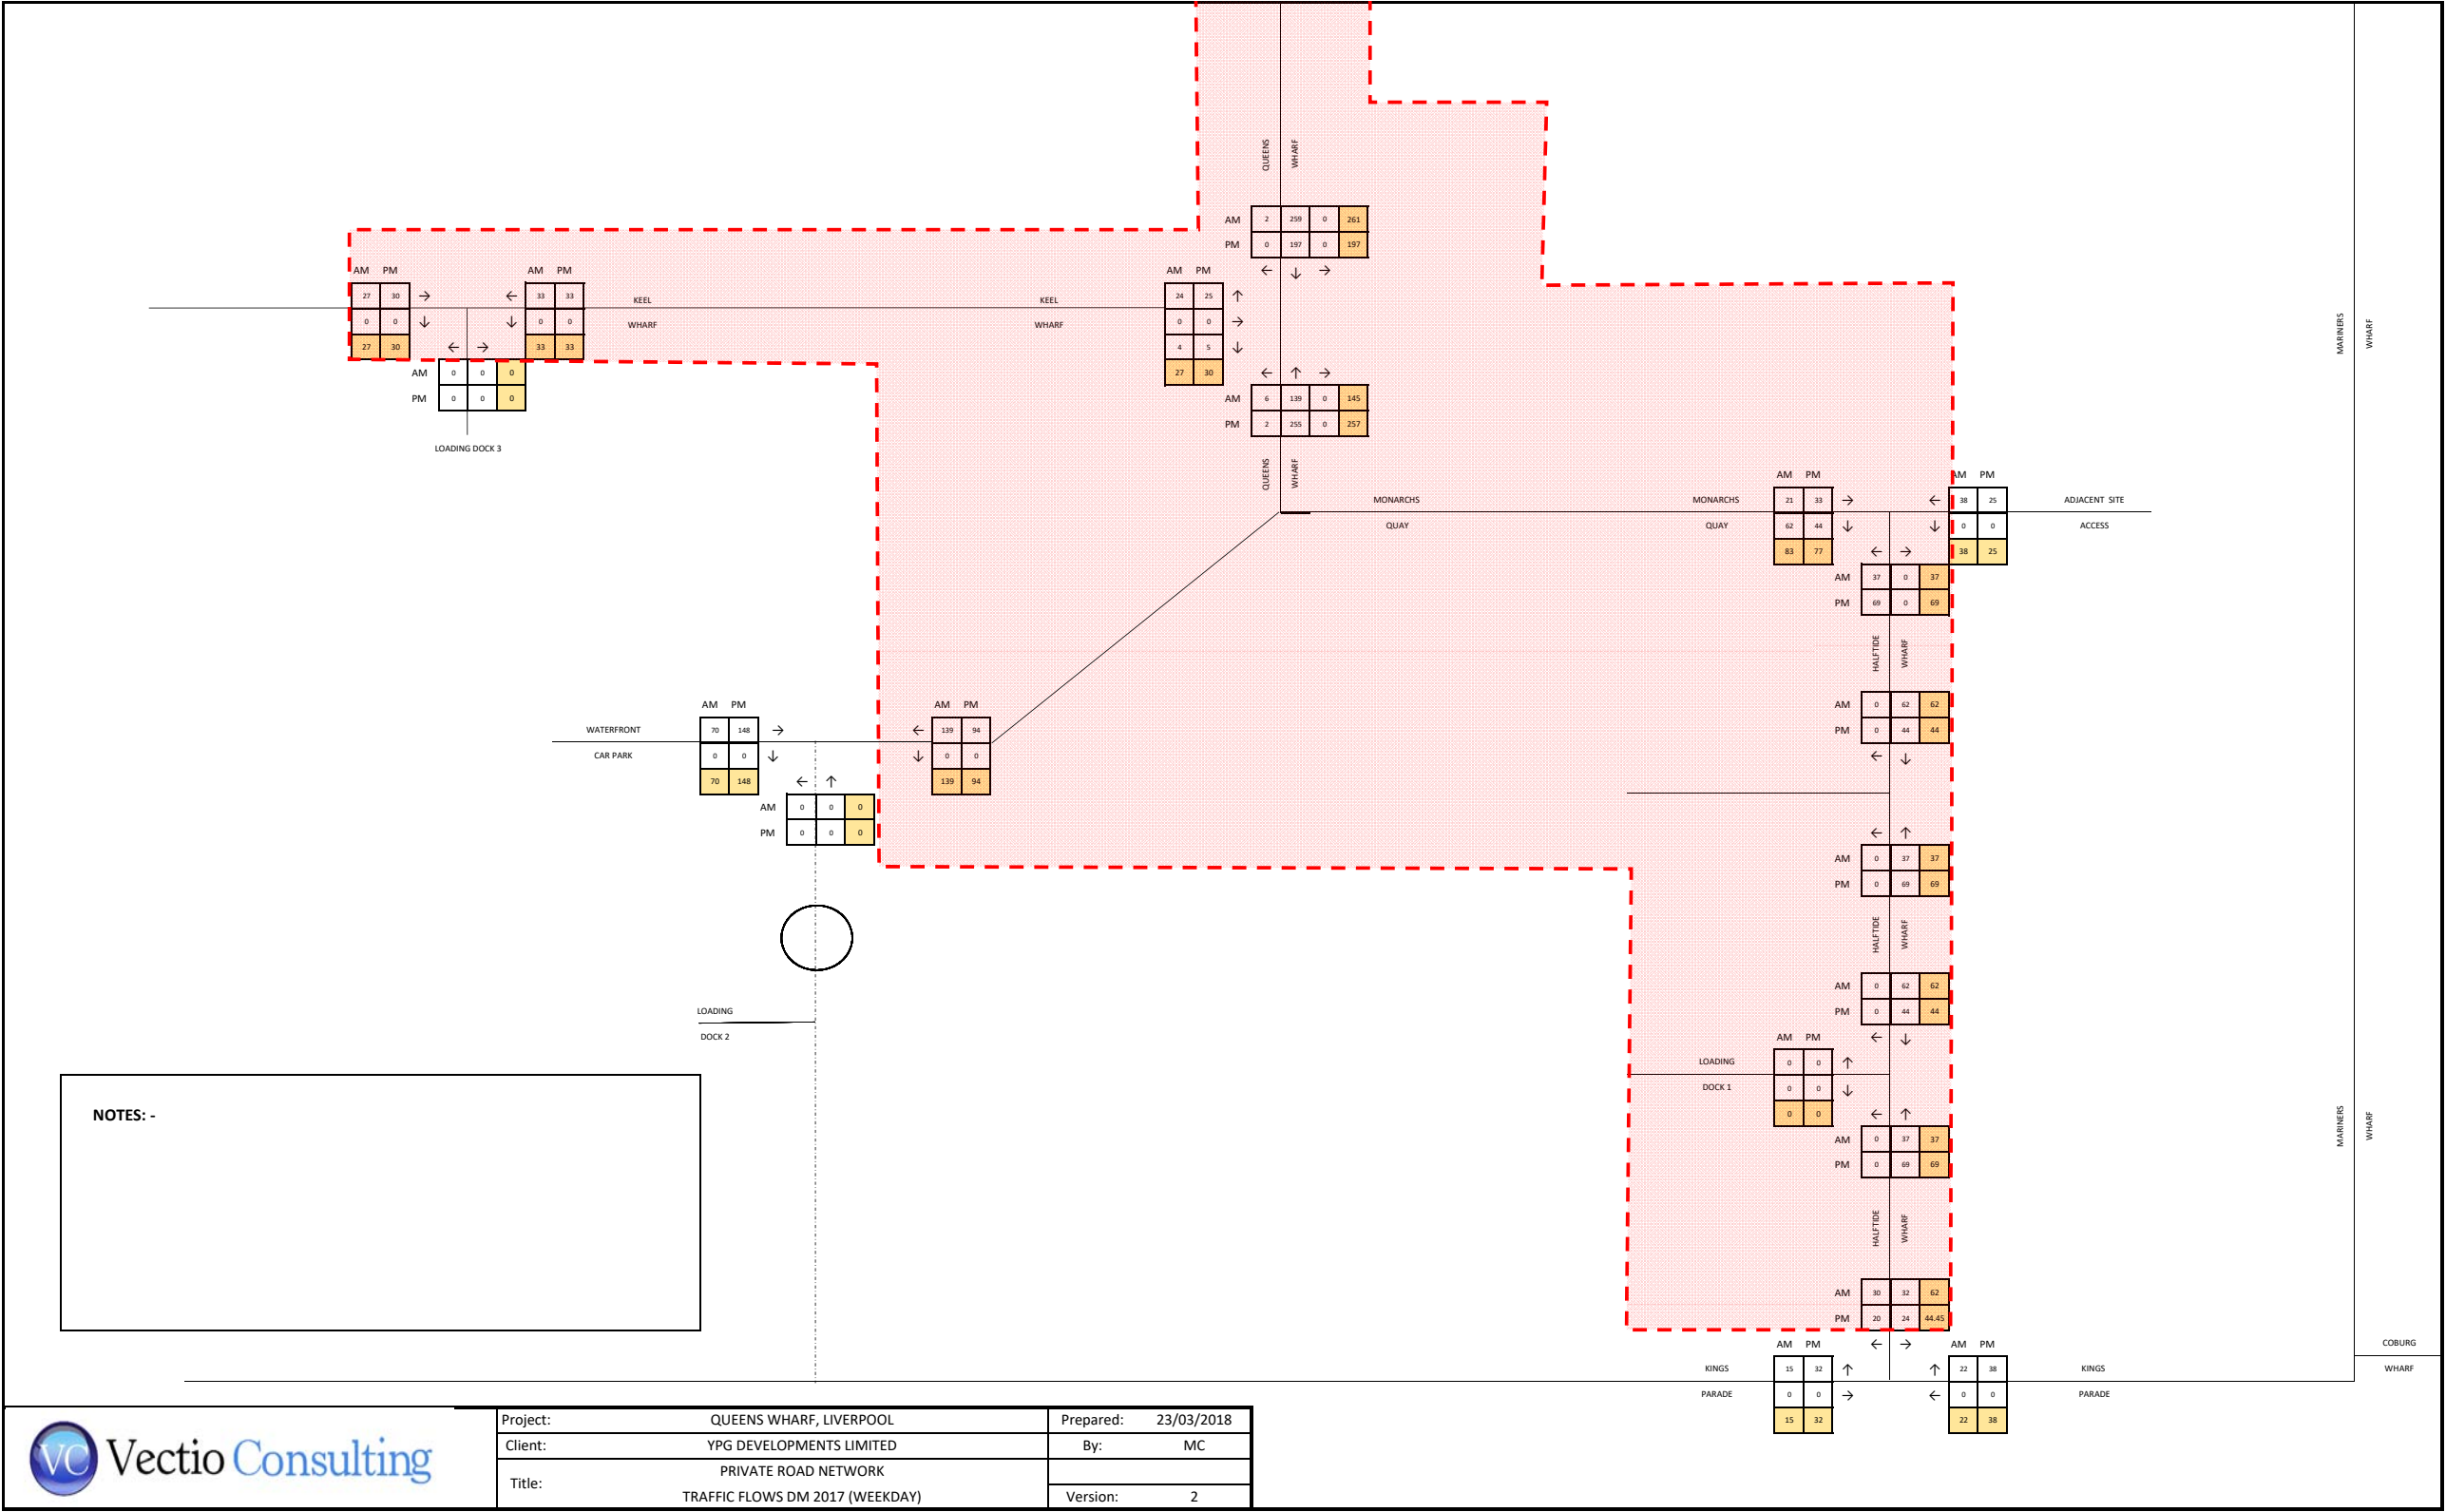 QUEENS
WHARF
AM 2 259 0 261
PM 0 197 0 197
← ↓ →
AM PM
27 30 →
0 0 ↓
27 30
AM PM
← 33 33
↓ 0 0
33 33
← →
AM 0 0 0
PM 0 0 0
LOADING DOCK 3
KEEL
WHARF
KEEL
WHARF
AM PM
24 25 ↑
0 0 →
4 5 ↓
27 30
← ↑ →
AM 6 139 0 145
PM 2 255 0 257
QUEENS
WHARF
MARINERS
WHARF
MONARCHS
QUAY
MONARCHS
QUAY
AM PM
21 33 →
62 44 ↓
83 77
AM PM
← 38 25
↓ 0 0
38 25
ADJACENT SITE
ACCESS
← →
AM 37 0 37
PM 69 0 69
HALFTIDE
WHARF
AM 0 62 62
PM 0 44 44
← ↓
WATERFRONT
CAR PARK
AM PM
70 148 →
0 0 ↓
70 148
AM PM
← 139 94
↓ 0 0
139 94
← ↑
AM 0 0 0
PM 0 0 0
← ↑
AM 0 37 37
PM 0 69 69
HALFTIDE
WHARF
AM 0 62 62
PM 0 44 44
← ↓
LOADING
DOCK 2
LOADING
DOCK 1
AM PM
0 0 ↑
0 0 ↓
0 0
← ↑
AM 0 37 37
PM 0 69 69
MARINERS
WHARF
NOTES: -
HALFTIDE
WHARF
AM 30 32 62
PM 20 24 44.45
← →
KINGS
PARADE
AM PM
15 32 ↑
0 0 →
15 32
AM PM
↑ 22 38
← 0 0
22 38
KINGS
PARADE
COBURG
WHARF
VC Vectio Consulting
Project: QUEENS WHARF, LIVERPOOL Prepared: 23/03/2018
Client: YPG DEVELOPMENTS LIMITED By: MC
Title: PRIVATE ROAD NETWORK
TRAFFIC FLOWS DM 2017 (WEEKDAY) Version: 2